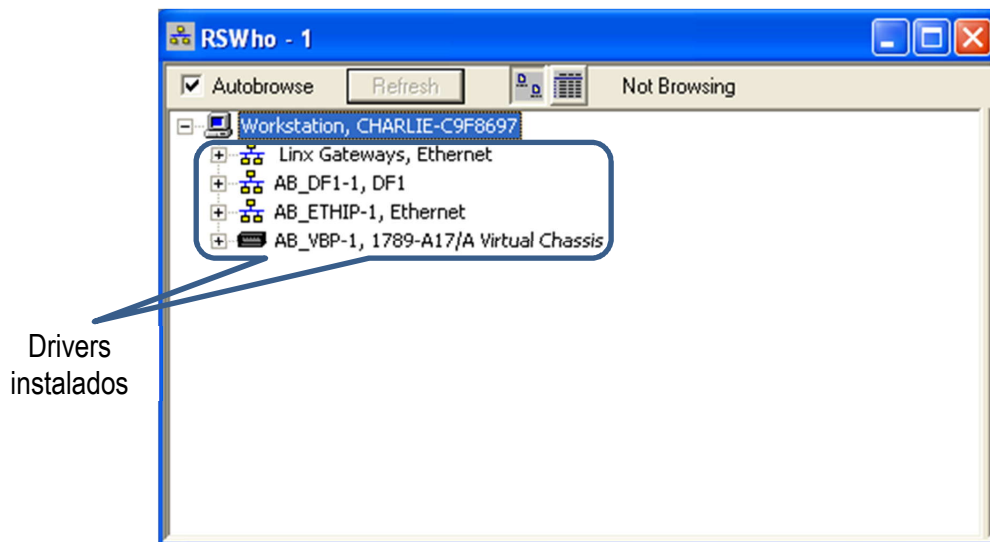 RSWho - 1
Autobrowse Refresh Not Browsing
Workstation, CHARLIE-C9F8697
Linx Gateways, Ethernet
AB_DF1-1, DF1
AB_ETHIP-1, Ethernet
AB_VBP-1, 1789-A17/A Virtual Chassis
Drivers
instalados